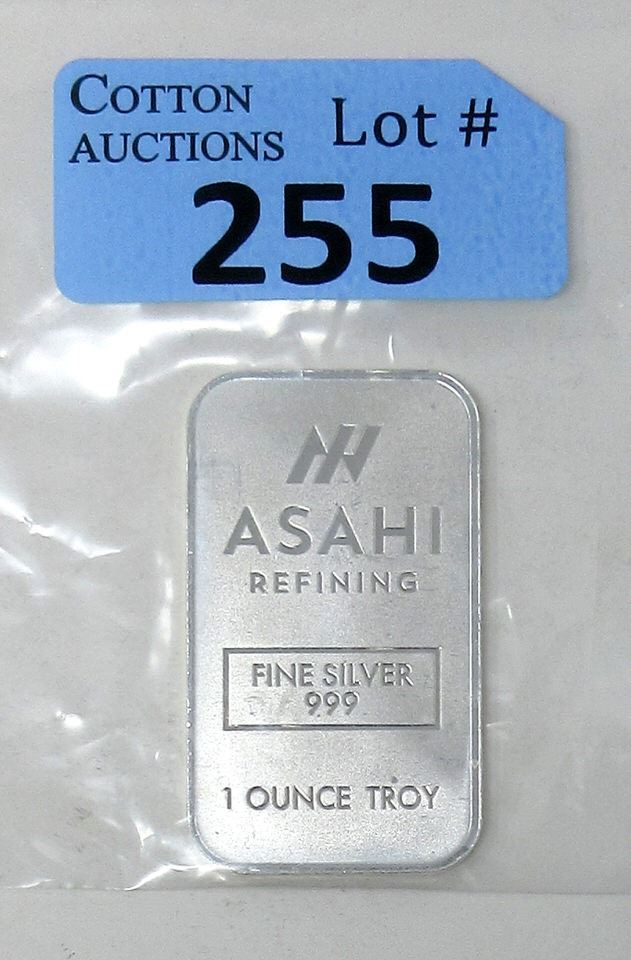 COTTON
AUCTIONS
Lot #
255
ASAHI
REFINING
FINE SILVER
999
1 OUNCE TROY